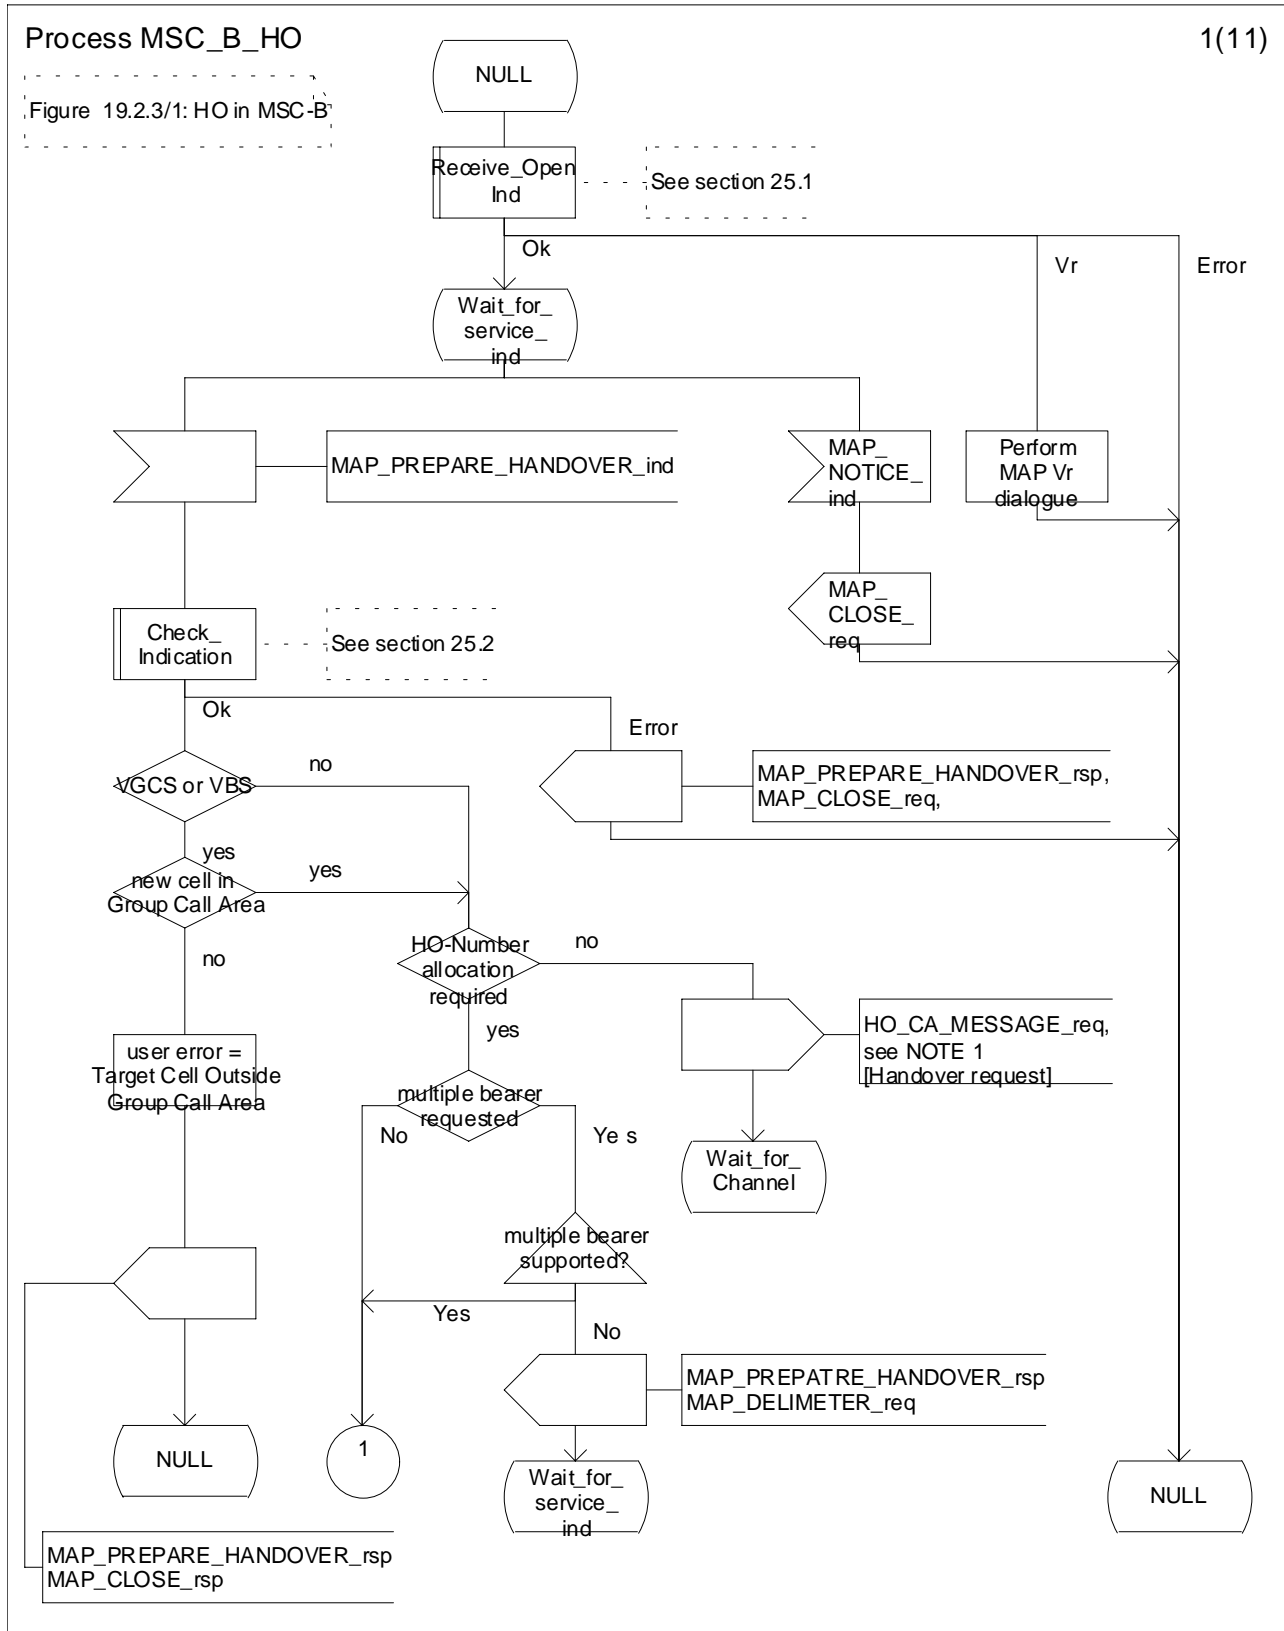 Process MSC_B_HO
1(11)
Figure 19.2.3/1: HO in MSC-B
NULL
Receive_Open
Ind
See section 25.1
Ok
Vr
Error
Wait_for_
service_
ind
MAP_PREPARE_HANDOVER_ind
MAP_
NOTICE_
ind
Perform
MAP Vr
dialogue
MAP_
CLOSE_
req
Check_
Indication
See section 25.2
Ok
Error
VGCS or VBS
no
MAP_PREPARE_HANDOVER_rsp,
MAP_CLOSE_req,
yes
new cell in
Group Call Area
yes
no
HO-Number
allocation
required
no
yes
HO_CA_MESSAGE_req,
see NOTE 1
[Handover request]
user error =
Target Cell Outside
Group Call Area
multiple bearer
requested
No
Ye s
Wait_for_
Channel
multiple bearer
supported?
Yes
No
MAP_PREPATRE_HANDOVER_rsp
MAP_DELIMETER_req
NULL
1
Wait_for_
service_
ind
NULL
MAP_PREPARE_HANDOVER_rsp
MAP_CLOSE_rsp